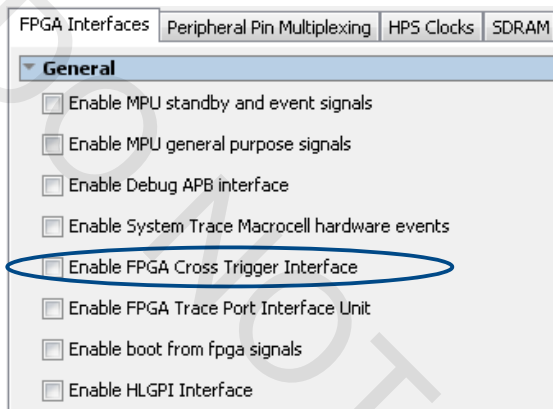 FPGA Interfaces Peripheral Pin Multiplexing HPS Clocks SDRAM
General
Enable MPU standby and event signals
Enable MPU general purpose signals
Enable Debug APB interface
Enable System Trace Macrocell hardware events
Enable FPGA Cross Trigger Interface
Enable FPGA Trace Port Interface Unit
Enable boot from fpga signals
Enable HLGPI Interface